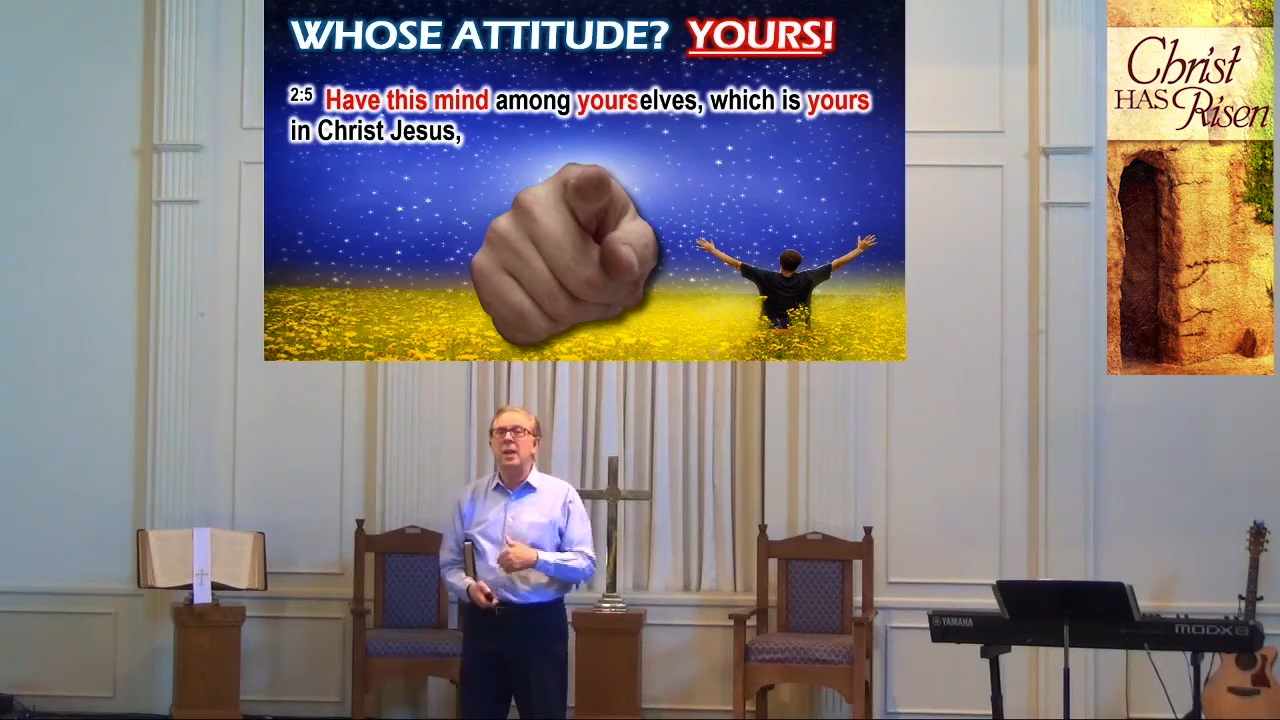 WHOSE ATTITUDE? YOURS!
2:5 Have this mind among yourselves, which is yours
in Christ Jesus,
Christ
HAS Risen
YAMAHA
MODX8